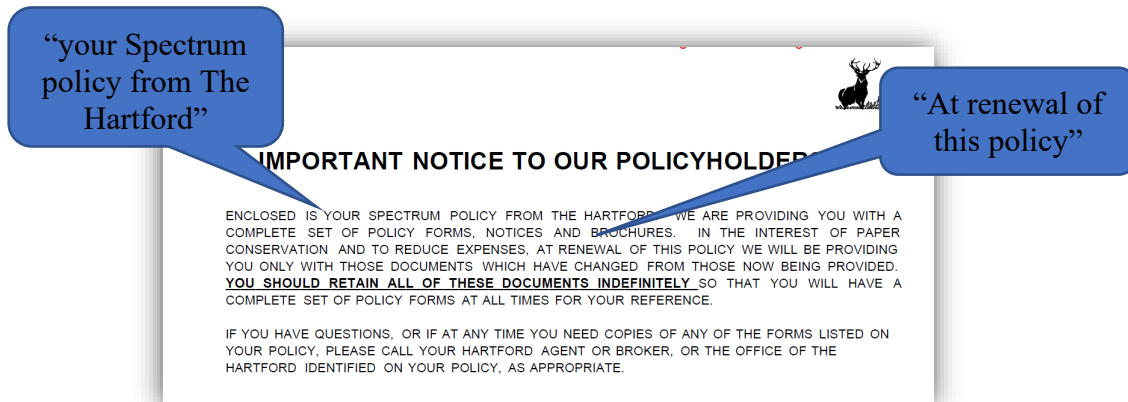 “your Spectrum
policy from The
Hartford”
“At renewal of
this policy”
IMPORTANT NOTICE TO OUR POLICYHOLDERS
ENCLOSED IS YOUR SPECTRUM POLICY FROM THE HARTFORD. WE ARE PROVIDING YOU WITH A
COMPLETE SET OF POLICY FORMS, NOTICES AND BROCHURES. IN THE INTEREST OF PAPER
CONSERVATION AND TO REDUCE EXPENSES, AT RENEWAL OF THIS POLICY WE WILL BE PROVIDING
YOU ONLY WITH THOSE DOCUMENTS WHICH HAVE CHANGED FROM THOSE NOW BEING PROVIDED.
YOU SHOULD RETAIN ALL OF THESE DOCUMENTS INDEFINITELY SO THAT YOU WILL HAVE A
COMPLETE SET OF POLICY FORMS AT ALL TIMES FOR YOUR REFERENCE.
IF YOU HAVE QUESTIONS, OR IF AT ANY TIME YOU NEED COPIES OF ANY OF THE FORMS LISTED ON
YOUR POLICY, PLEASE CALL YOUR HARTFORD AGENT OR BROKER, OR THE OFFICE OF THE
HARTFORD IDENTIFIED ON YOUR POLICY, AS APPROPRIATE.